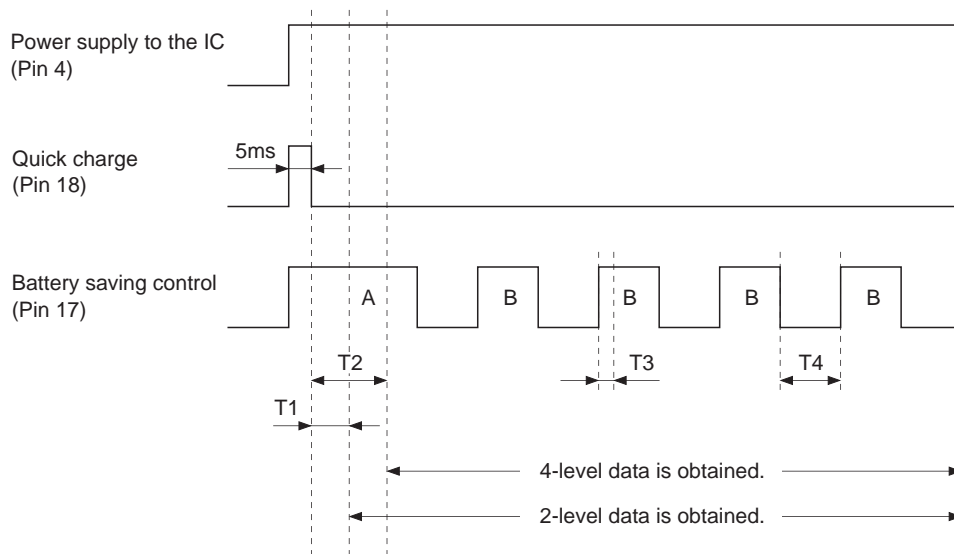 Power supply to the IC
(Pin 4)
5ms
Quick charge
(Pin 18)
Battery saving control
(Pin 17)
A
B
B
B
B
T2
T3
T4
T1
4-level data is obtained.
2-level data is obtained.